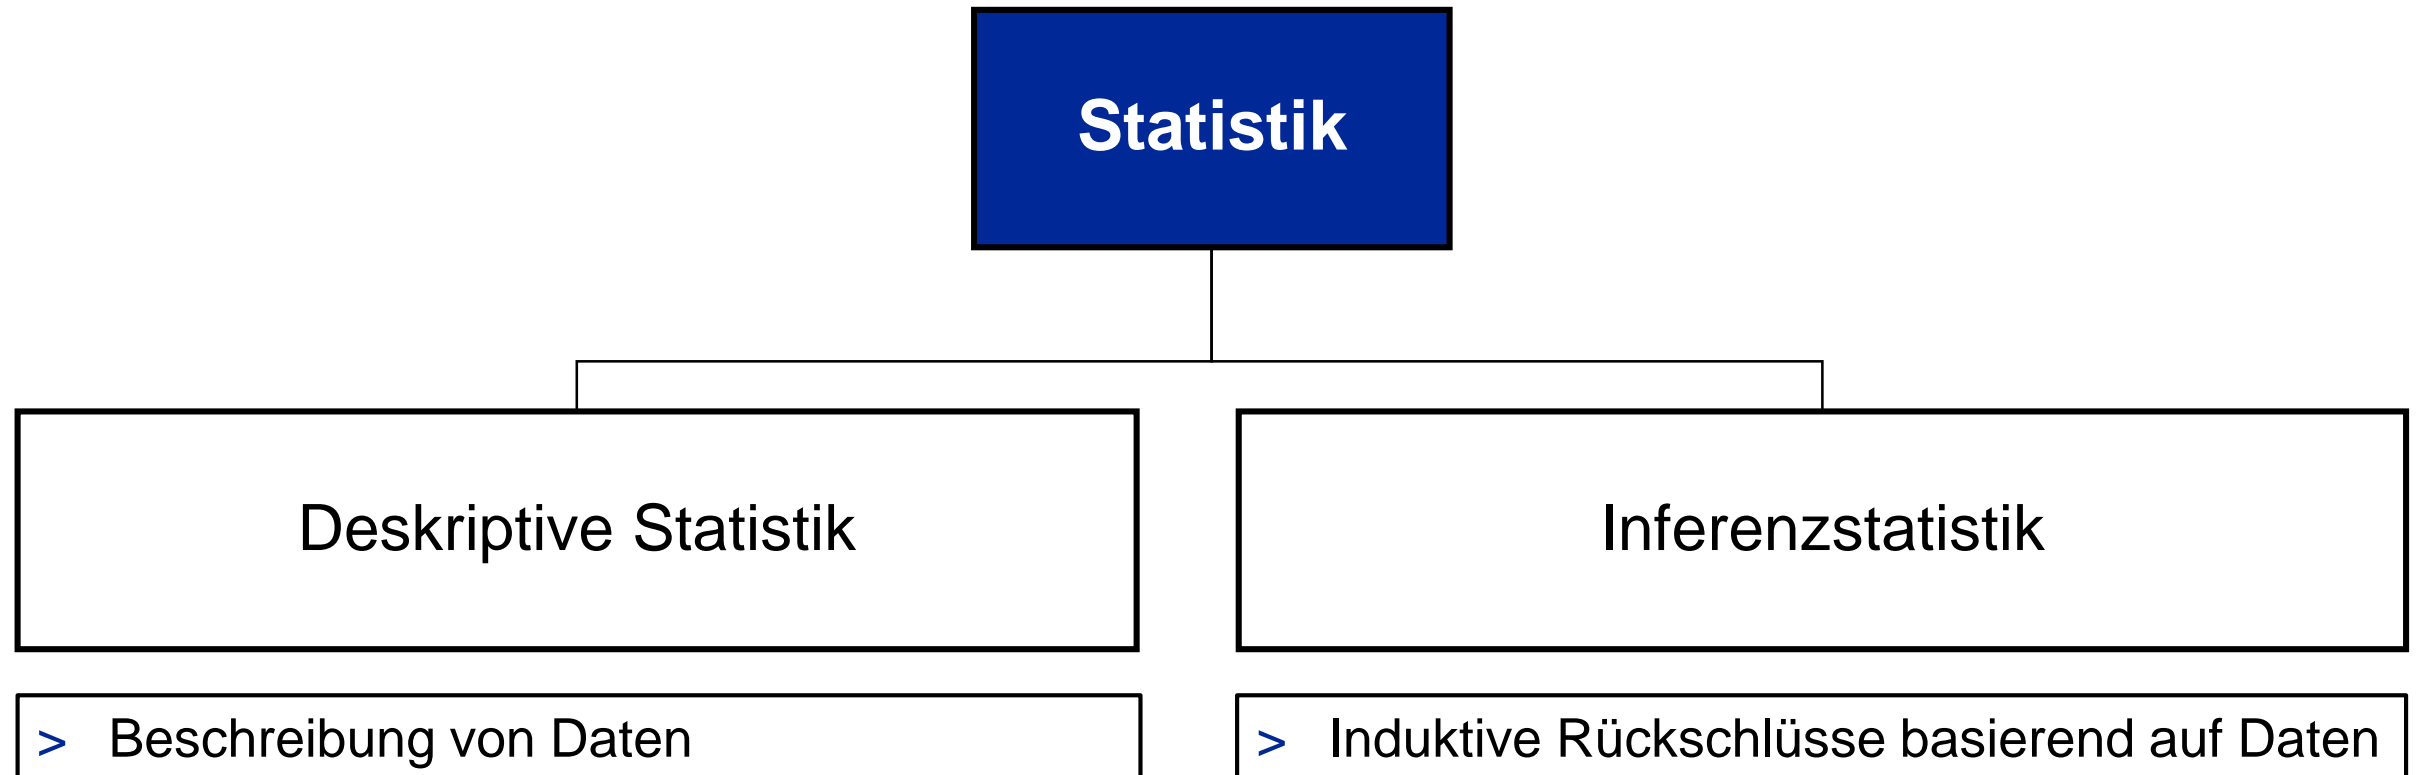 Statistik
Deskriptive Statistik
Inferenzstatistik
> Beschreibung von Daten
> Induktive Rückschlüsse basierend auf Daten